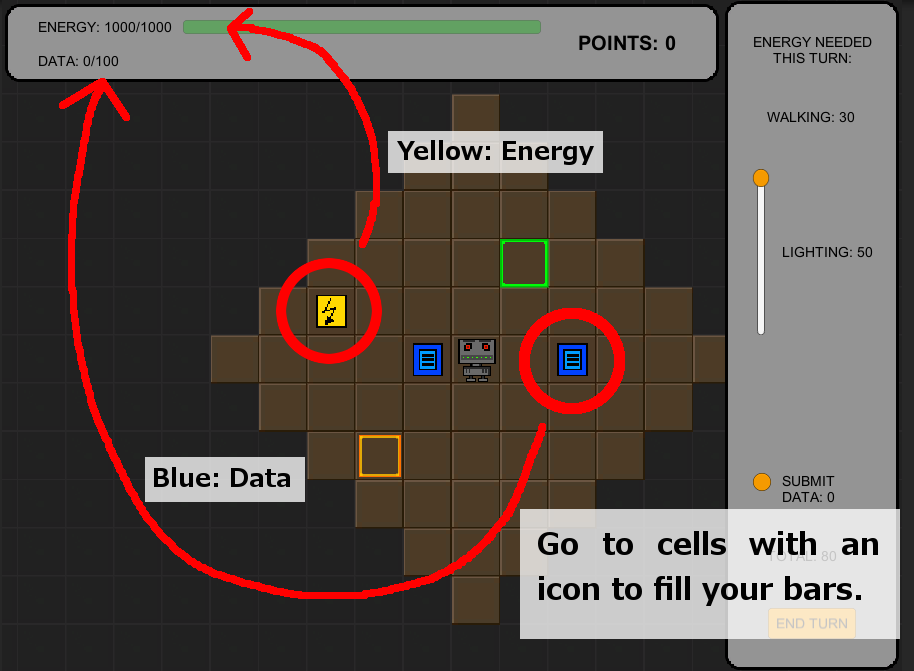 ENERGY: 1000/1000
DATA: 0/100
POINTS: 0
ENERGY NEEDED
THIS TURN:
WALKING: 30
Yellow: Energy
LIGHTING: 50
Blue: Data
SUBMIT
DATA: 0
Go to cells with an
icon to fill your bars.
TOTAL: 80
END TURN